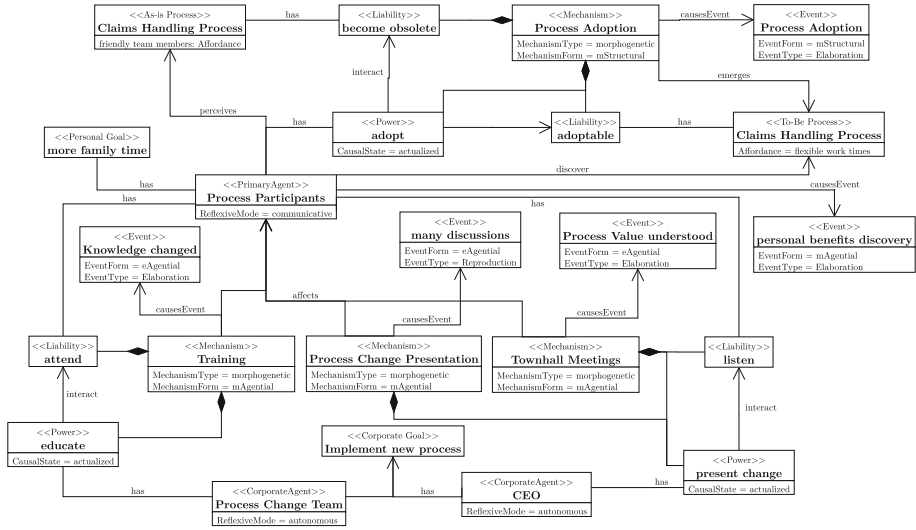 <<As-is Process>>
Claims Handling Process
friendly team members: Affordance
has
<<Liability>>
become obsolete
<<Mechanism>>
Process Adoption
MechanismType = morphogenetic
MechanismForm = mStructural
causesEvent
<<Event>>
Process Adoption
EventForm = mStructural
EventType = Elaboration
interact
emerges
perceives
<<Personal Goal>>
more family time
has
<<Power>>
adopt
CausalState = actualized
<<Liability>>
adoptable
has
<<To-Be Process>>
Claims Handling Process
Affordance = flexible work times
discover
has
has
<<PrimaryAgent>>
Process Participants
ReflexiveMode = communicative
causesEvent
has
<<Event>>
Knowledge changed
EventForm = eAgential
EventType = Elaboration
<<Event>>
many discussions
EventForm = eAgential
EventType = Reproduction
<<Event>>
Process Value understood
EventForm = eAgential
EventType = Elaboration
<<Event>>
personal benefits discovery
EventForm = mAgential
EventType = Elaboration
causesEvent
affects
causesEvent
causesEvent
<<Liability>>
attend
<<Mechanism>>
Training
MechanismType = morphogenetic
MechanismForm = mAgential
<<Mechanism>>
Process Change Presentation
MechanismType = morphogenetic
MechanismForm = mAgential
<<Mechanism>>
Townhall Meetings
MechanismType = morphogenetic
MechanismForm = mAgential
<<Liability>>
listen
interact
interact
<<Power>>
educate
CausalState = actualized
<<Corporate Goal>>
Implement new process
<<Power>>
present change
CausalState = actualized
has
<<CorporateAgent>>
Process Change Team
ReflexiveMode = autonomous
has
<<CorporateAgent>>
CEO
ReflexiveMode = autonomous
has